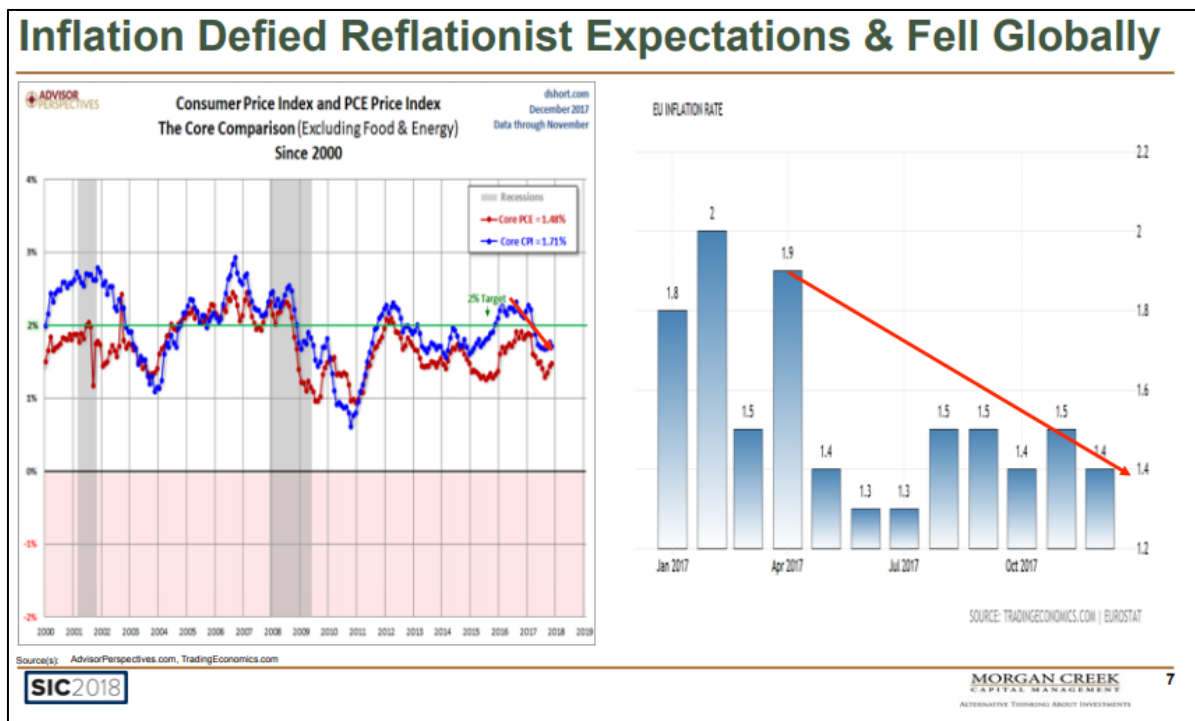 Inflation Defied Reflationist Expectations & Fell Globally
ADVISOR
PERSPECTIVES
Consumer Price Index and PCE Price Index
The Core Comparison (Excluding Food & Energy)
Since 2000
dshort.com
December 2017
Data through November
4%
3%
2%
1%
0%
-1%
-2%
Recessions
Core PCE = 1.48%
Core CPI = 1.71%
2% Target
2000 2001 2002 2003 2004 2005 2006 2007 2008 2009 2010 2011 2012 2013 2014 2015 2016 2017 2018 2019
EU INFLATION RATE
2.2
2
1.8
1.6
1.4
1.2
1.8
2
1.5
1.9
1.4
1.3
1.3
1.5
1.5
1.4
1.5
1.4
Jan 2017 Apr 2017 Jul 2017 Oct 2017
SOURCE: TRADINGECONOMICS.COM | EUROSTAT
Source(s): AdvisorPerspectives.com, TradingEconomics.com
SIC2018
MORGAN CREEK
CAPITAL MANAGEMENT
ALTERNATIVE THINKING ABOUT INVESTMENTS
7